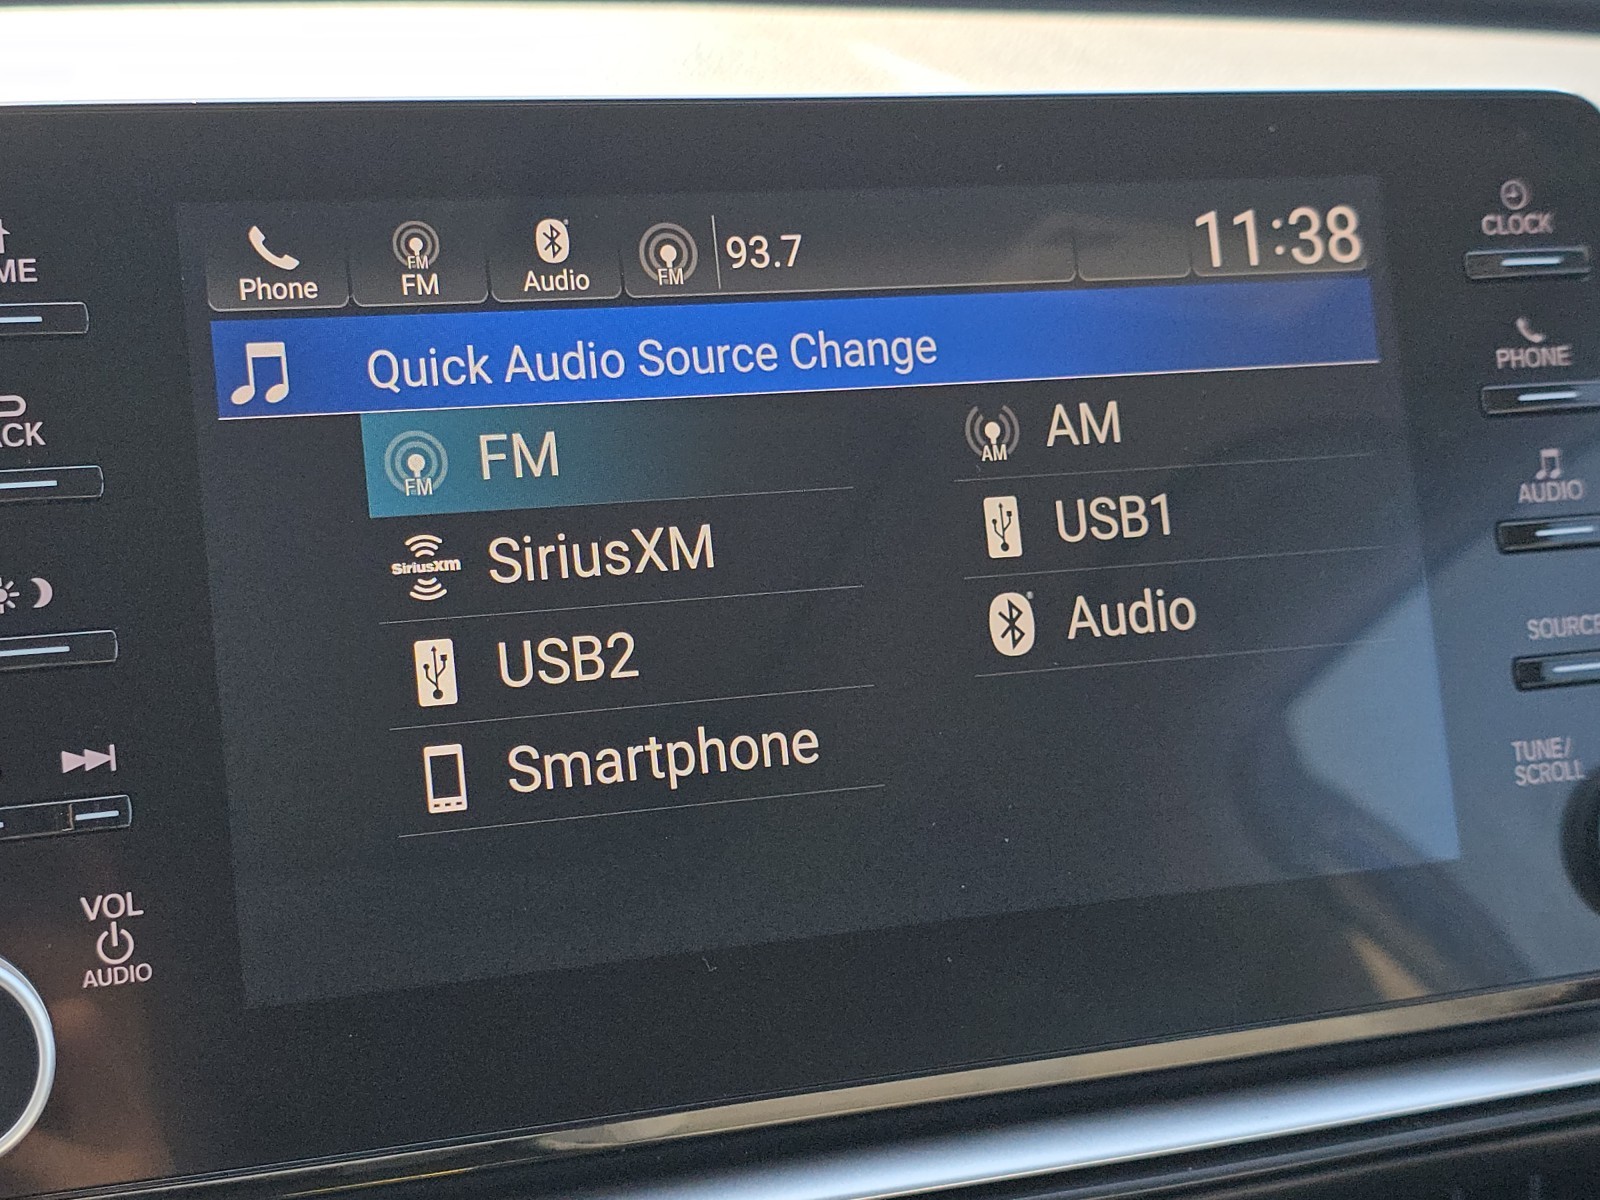 11:38
93.7
FM
FM
Phone
FM
Audio
Quick Audio Source Change
FM
FM
AM
AM
SiriusXM
SiriusXM
USB1
USB2
Audio
Smartphone
VOL
AUDIO
CLOCK
PHONE
AUDIO
SOURCE
TUNE/
SCROLL